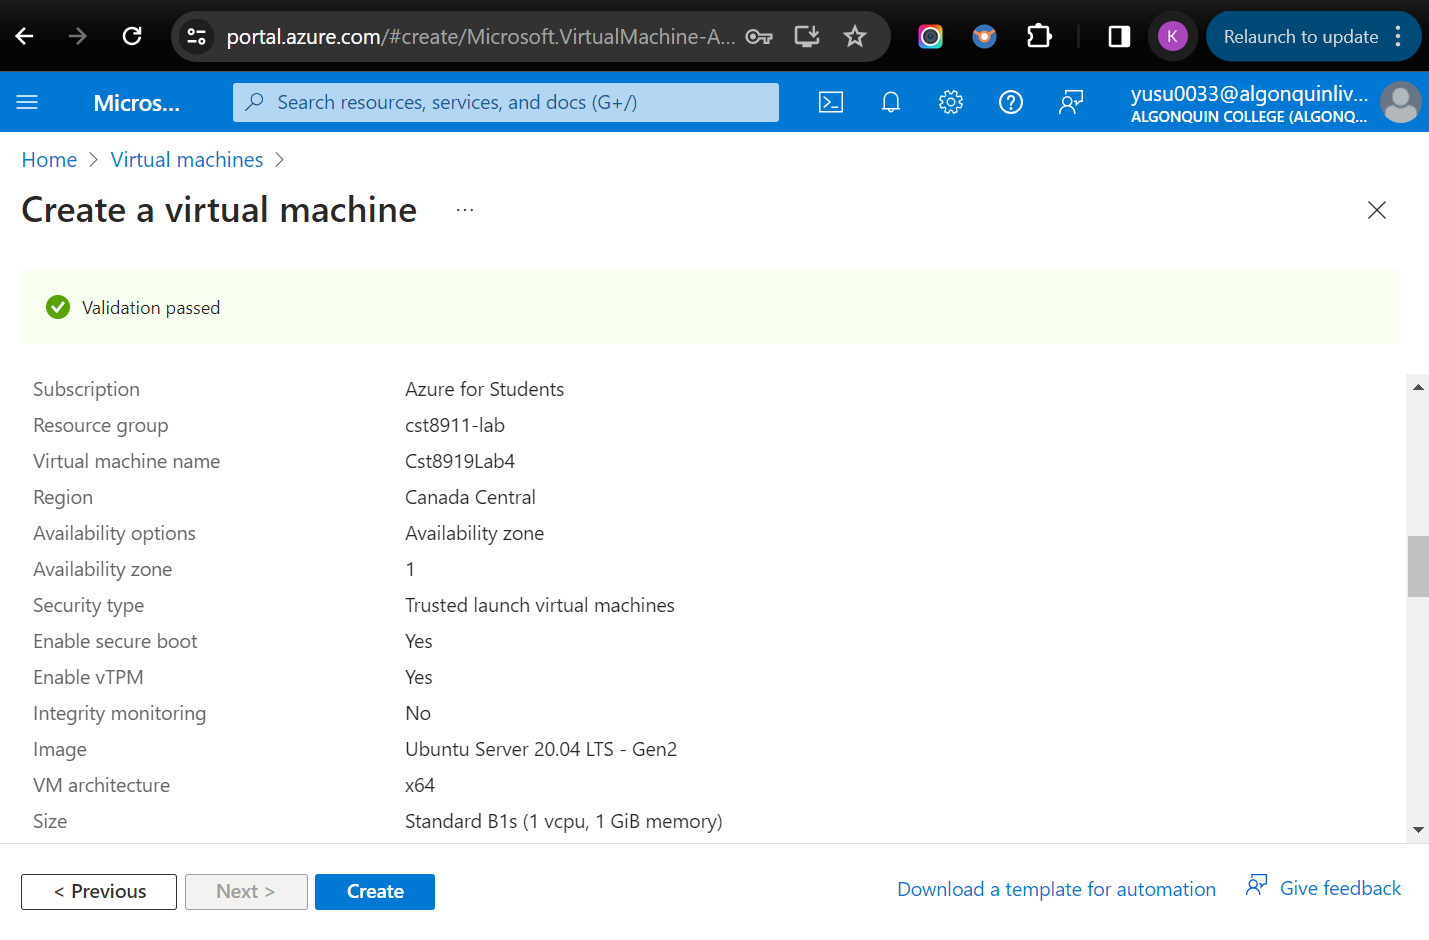 portal.azure.com/#create/Microsoft.VirtualMachine-A...
K
Relaunch to update
Micros...
Search resources, services, and docs (G+/)
yusu0033@algonquinliv...
ALGONQUIN COLLEGE (ALGONQ...
Home > Virtual machines >
Create a virtual machine ...
Validation passed
Subscription Azure for Students
Resource group cst8911-lab
Virtual machine name Cst8919Lab4
Region Canada Central
Availability options Availability zone
Availability zone 1
Security type Trusted launch virtual machines
Enable secure boot Yes
Enable vTPM Yes
Integrity monitoring No
Image Ubuntu Server 20.04 LTS - Gen2
VM architecture x64
Size Standard B1s (1 vcpu, 1 GiB memory)
< Previous Next > Create Download a template for automation Give feedback